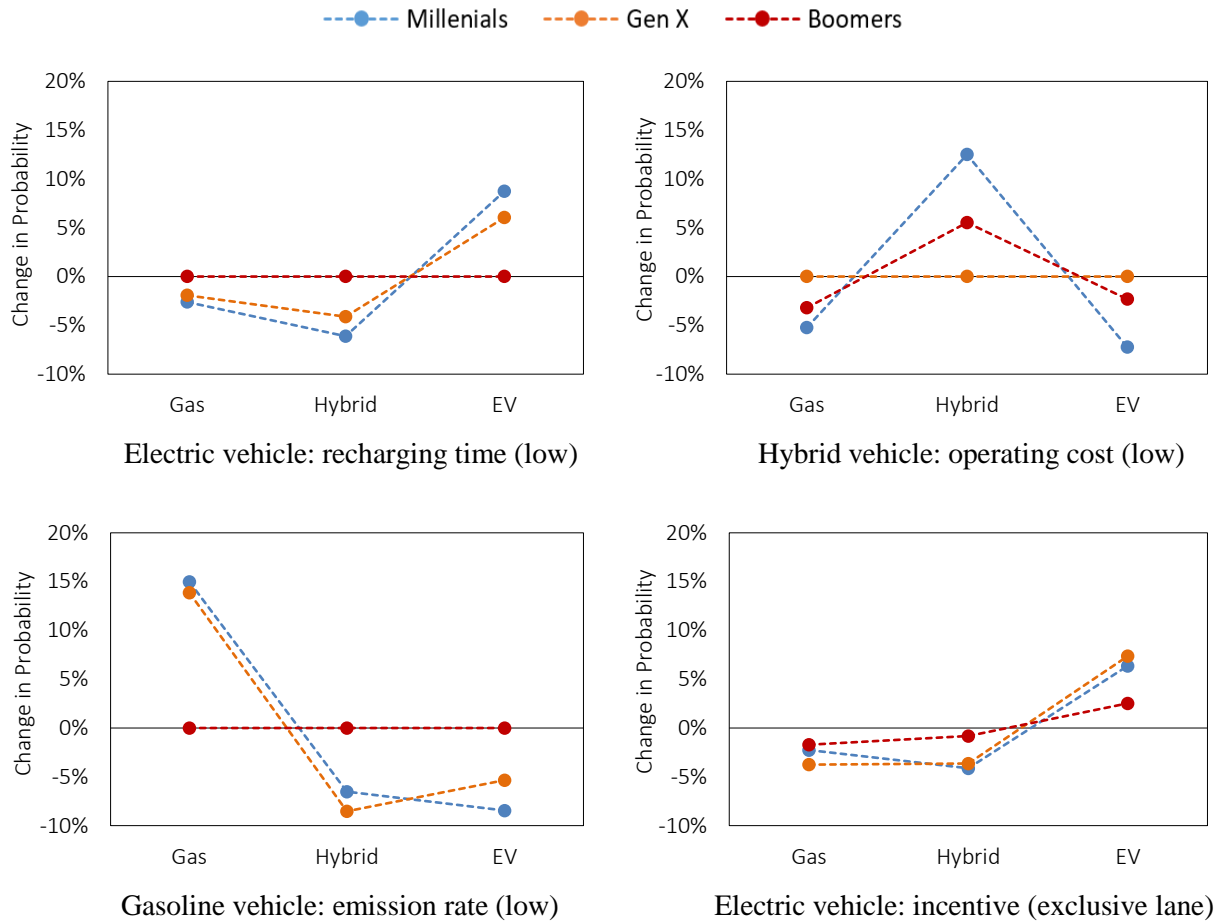 Millenials Gen X Boomers
20%
15%
10%
5%
0%
-5%
-10%
Change in Probability
Gas Hybrid EV
Electric vehicle: recharging time (low)
20%
15%
10%
5%
0%
-5%
-10%
Change in Probability
Gas Hybrid EV
Hybrid vehicle: operating cost (low)
20%
15%
10%
5%
0%
-5%
-10%
Change in Probability
Gas Hybrid EV
Gasoline vehicle: emission rate (low)
20%
15%
10%
5%
0%
-5%
-10%
Change in Probability
Gas Hybrid EV
Electric vehicle: incentive (exclusive lane)